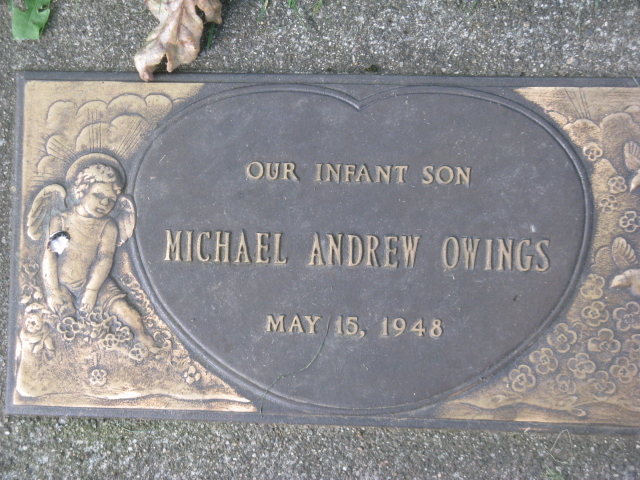 OUR INFANT SON
MICHAEL ANDREW OWINGS
MAY 15, 1948